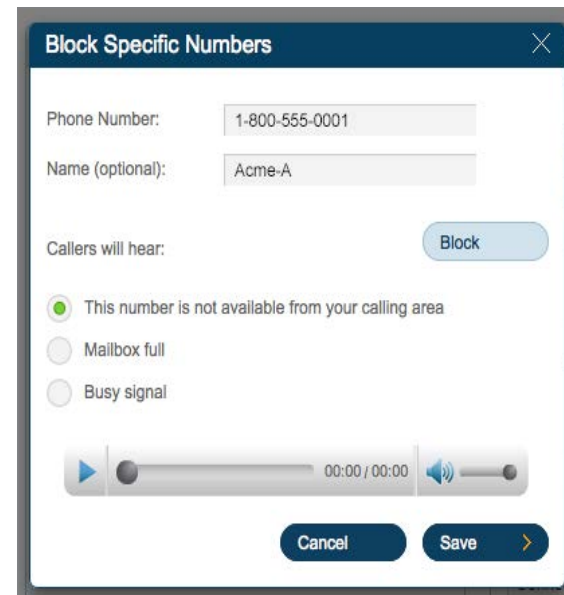 Block Specific Numbers
Phone Number: 1-800-555-0001
Name (optional): Acme-A
Block
Callers will hear:
This number is not available from your calling area
Mailbox full
Busy signal
00:00 / 00:00
Cancel Save